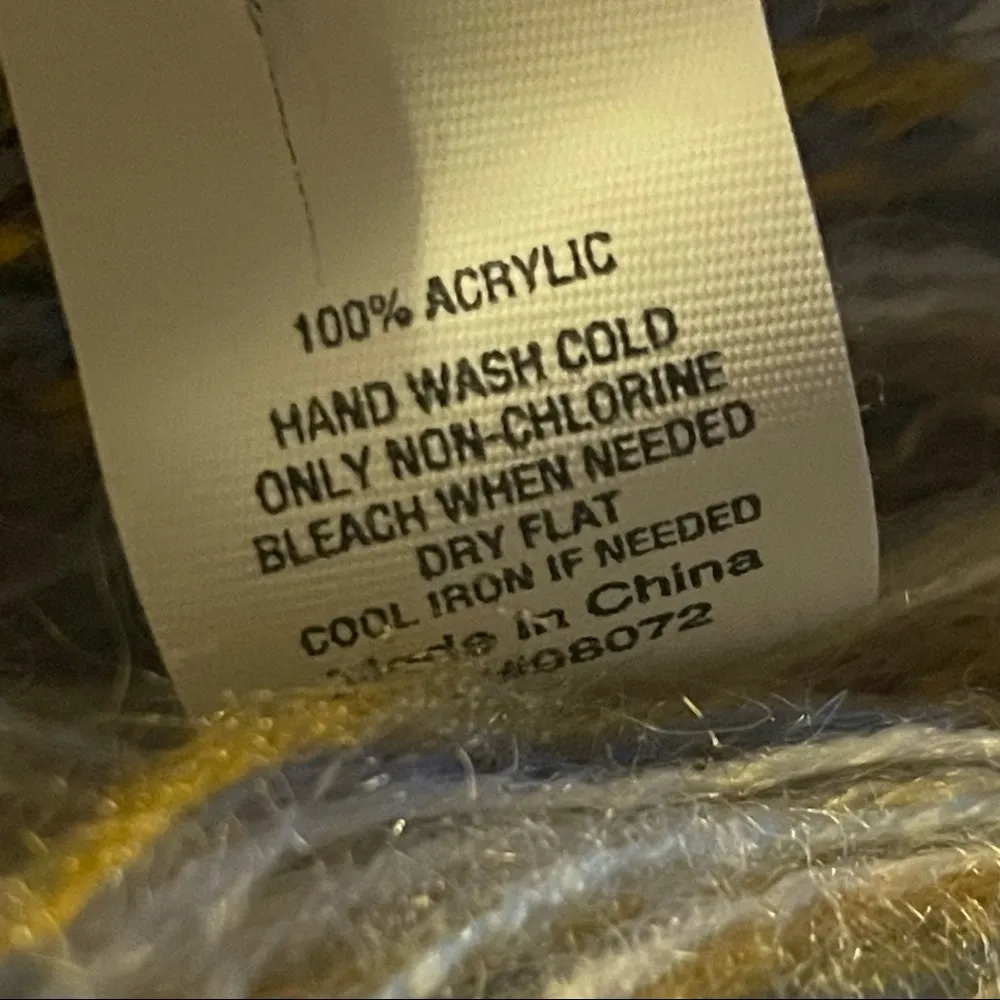 100% ACRYLIC
HAND WASH COLD
ONLY NON-CHLORINE
BLEACH WHEN NEEDED
DRY FLAT
COOL IRON IF NEEDED
Made in China
#98072